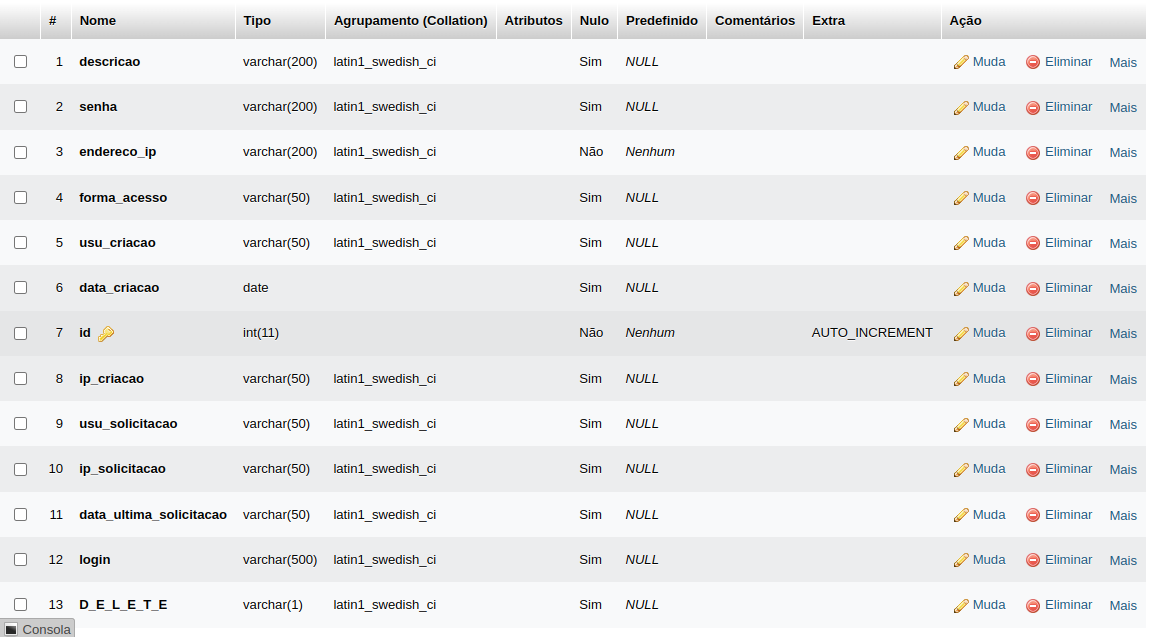 # Nome Tipo Agrupamento (Collation) Atributos Nulo Predefinido Comentários Extra Ação
1 descricao varchar(200) latin1_swedish_ci Sim NULL Muda Eliminar Mais
2 senha varchar(200) latin1_swedish_ci Sim NULL Muda Eliminar Mais
3 endereco_ip varchar(200) latin1_swedish_ci Não Nenhum Muda Eliminar Mais
4 forma_acesso varchar(50) latin1_swedish_ci Sim NULL Muda Eliminar Mais
5 usu_criacao varchar(50) latin1_swedish_ci Sim NULL Muda Eliminar Mais
6 data_criacao date Sim NULL Muda Eliminar Mais
7 id int(11) Não Nenhum AUTO_INCREMENT Muda Eliminar Mais
8 ip_criacao varchar(50) latin1_swedish_ci Sim NULL Muda Eliminar Mais
9 usu_solicitacao varchar(50) latin1_swedish_ci Sim NULL Muda Eliminar Mais
10 ip_solicitacao varchar(50) latin1_swedish_ci Sim NULL Muda Eliminar Mais
11 data_ultima_solicitacao varchar(50) latin1_swedish_ci Sim NULL Muda Eliminar Mais
12 login varchar(500) latin1_swedish_ci Sim NULL Muda Eliminar Mais
13 D_E_L_E_T_E varchar(1) latin1_swedish_ci Sim NULL Muda Eliminar Mais
Consola